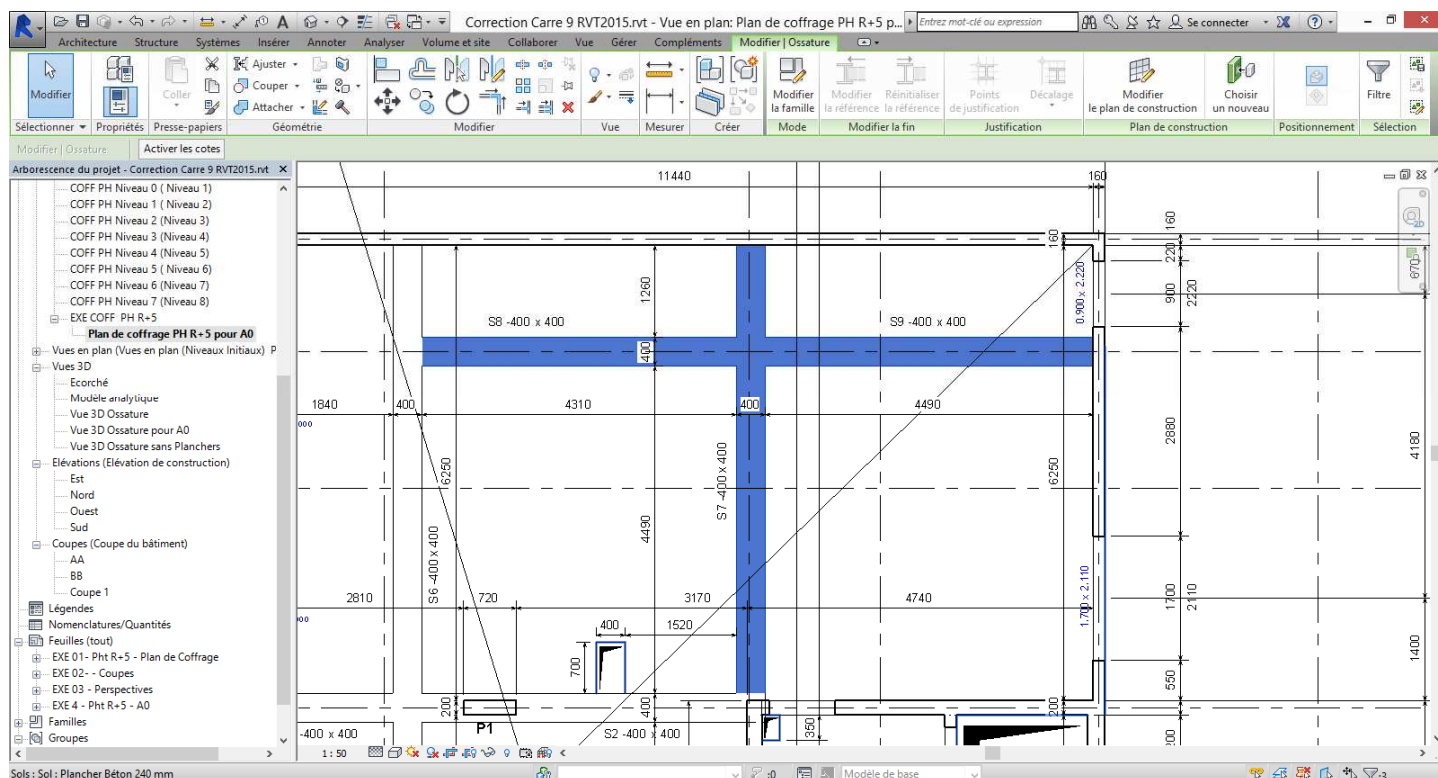 Correction Carre 9 RVT2015.rvt - Vue en plan: Plan de coffrage PH R+5 p...
Entrez mot-clé ou expression
Se connecter
Architecture Structure Systèmes Insérer Annoter Analyser Volume et site Collaborer Vue Gérer Compléments Modifier | Ossature
Modifier
Coller
Ajuster
Couper
Attacher
Modifier la famille
Modifier la référence
Réinitialiser la référence
Points de justification
Décalage
Modifier le plan de construction
Choisir un nouveau
Filtre
Sélectionner Propriétés Presse-papiers Géométrie Modifier Vue Mesurer Créer Mode Modifier la fin Justification Plan de construction Positionnement Sélection
Modifier | Ossature Activer les cotes
Arborescence du projet - Correction Carre 9 RVT2015.rvt
COFF PH Niveau 0 ( Niveau 1)
COFF PH Niveau 1 ( Niveau 2)
COFF PH Niveau 2 (Niveau 3)
COFF PH Niveau 3 (Niveau 4)
COFF PH Niveau 4 (Niveau 5)
COFF PH Niveau 5 ( Niveau 6)
COFF PH Niveau 6 (Niveau 7)
COFF PH Niveau 7 (Niveau 8)
EXE COFF PH R+5
Plan de coffrage PH R+5 pour A0
Vues en plan (Vues en plan (Niveaux Initiaux) P
Vues 3D
Ecorché
Modèle analytique
Vue 3D Ossature
Vue 3D Ossature pour A0
Vue 3D Ossature sans Planchers
Elévations (Elévation de construction)
Est
Nord
Ouest
Sud
Coupes (Coupe du bâtiment)
AA
BB
Coupe 1
Légendes
Nomenclatures/Quantités
Feuilles (tout)
EXE 01- Pht R+5 - Plan de Coffrage
EXE 02- - Coupes
EXE 03 - Perspectives
EXE 4 - Pht R+5 - A0
Familles
Groupes
11440
160
160
160
220
670
1260
900
2220
0.900 x 2.220
S8 -400 x 400
S9 -400 x 400
400
1840
400
4310
400
4490
000
2880
4180
6250
S7 -400 x 400
6250
4490
S6 -400 x 400
2810
720
3170
4740
1.700 x 2.110
1700
2110
000
400
1520
700
1400
550
200
400
200
-400 x 400
P1
S2 -400 x 400
350
200
2D
1 : 50
Sols : Sol : Plancher Béton 240 mm
:0
Modèle de base